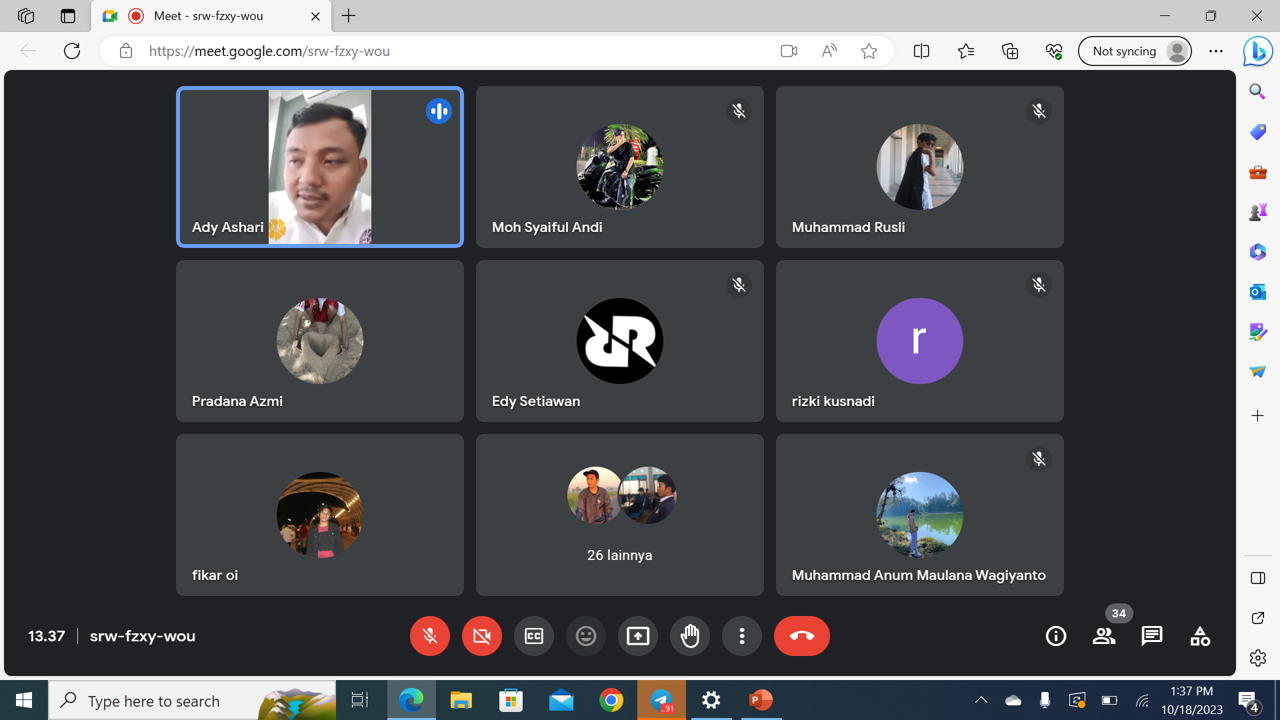 Meet - srw-fzxy-wou
https://meet.google.com/srw-fzxy-wou
Not syncing
Ady Ashari
Moh Syaiful Andi
Muhammad Rusli
Pradana Azmi
Edy Setiawan
r
rizki kusnadi
fikar oi
26 lainnya
Muhammad Anum Maulana Wagiyanto
13.37
srw-fzxy-wou
34
Type here to search
1:37 PM
10/18/2023
4